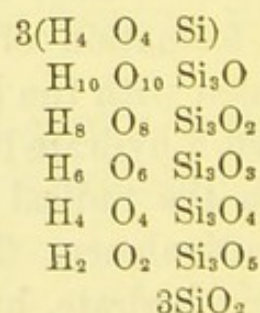 3(H₄ O₄ Si)
H₁₀ O₁₀ Si₃O
H₈ O₈ Si₃O₂
H₆ O₆ Si₃O₃
H₄ O₄ Si₃O₄
H₂ O₂ Si₃O₅
3SiO₂